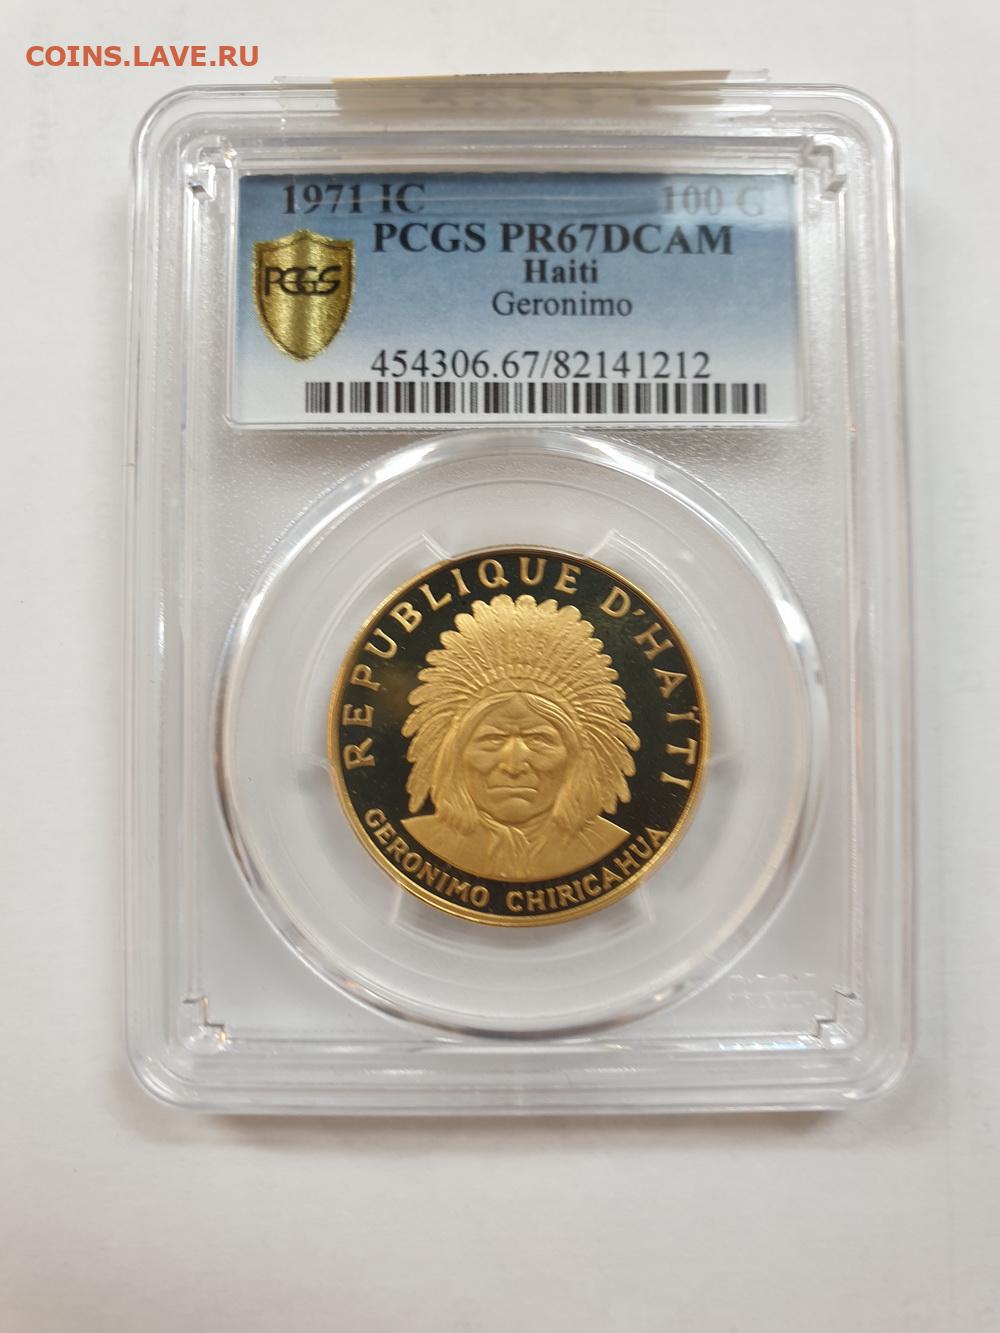 COINS.LAVE.RU
1971 IC 100 G
PCGS PR67DCAM
Haiti
Geronimo
PCGS
454306.67/82141212
REPUBLIQUE D'HAÏTI
GERONIMO CHIRICAHUA